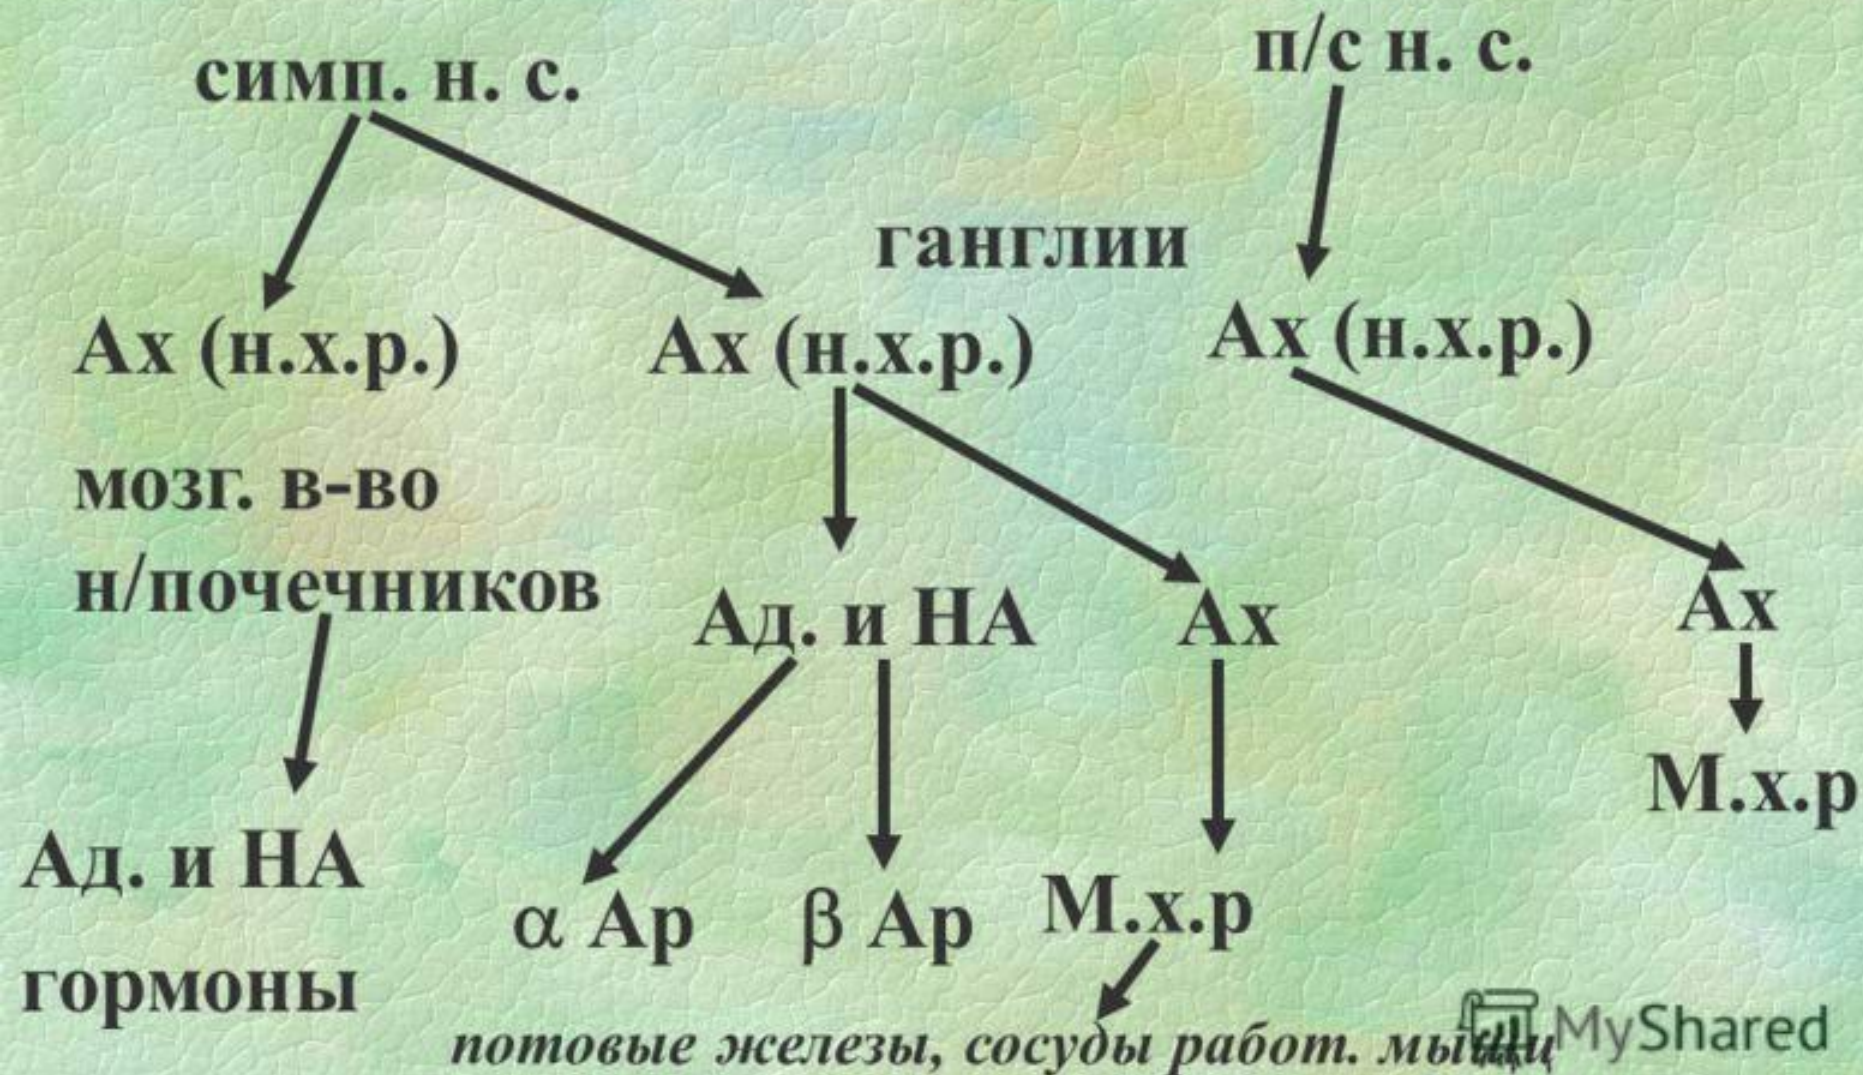 симп. н. с.
п/с н. с.
ганглии
Ах (н.х.р.)
Ах (н.х.р.)
Ах (н.х.р.)
мозг. в-во
н/почечников
Ад. и НА
Ах
Ах
М.х.р
Ад. и НА
гормоны
α Ар
β Ар
М.х.р
потовые железы, сосуды работ. мышц
MyShared